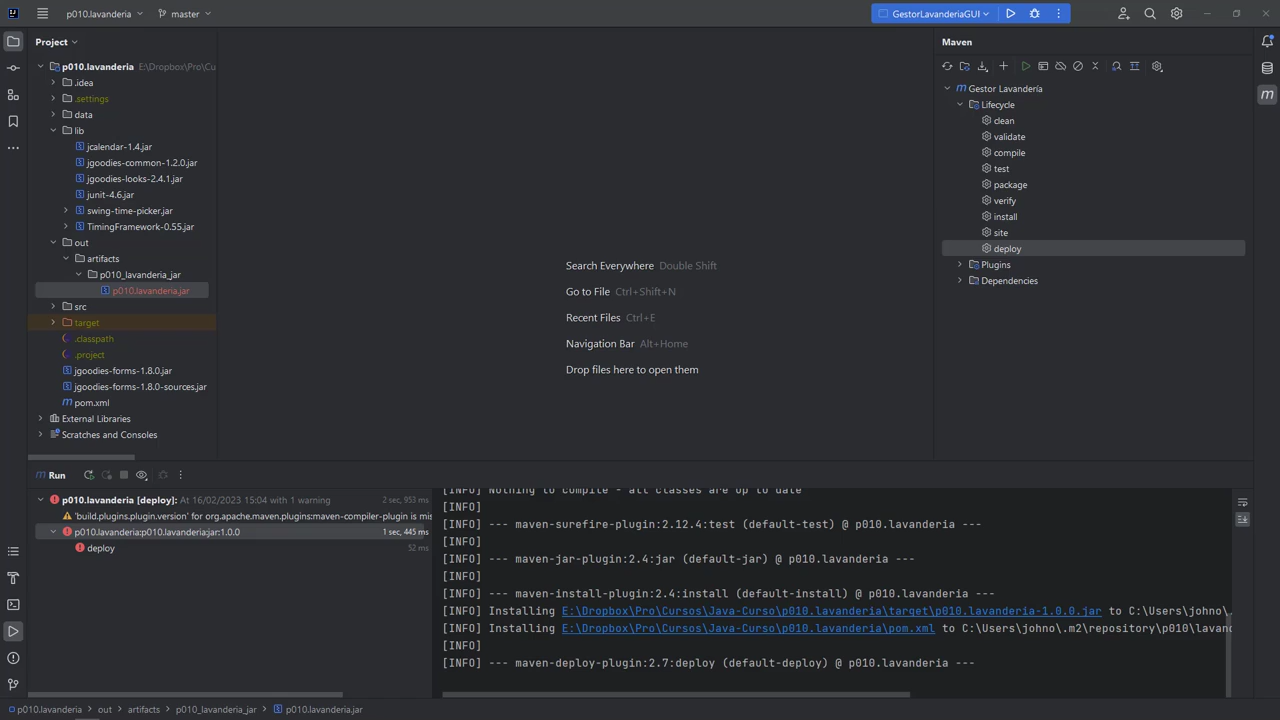 p010.lavanderia
master
GestorLavanderiaGUI
Project
p010.lavanderia E:\Dropbox\Pro\Cu
.idea
.settings
data
lib
jcalendar-1.4.jar
jgoodies-common-1.2.0.jar
jgoodies-looks-2.4.1.jar
junit-4.6.jar
swing-time-picker.jar
TimingFramework-0.55.jar
out
artifacts
p010_lavanderia_jar
p010.lavanderia.jar
src
target
.classpath
.project
jgoodies-forms-1.8.0.jar
jgoodies-forms-1.8.0-sources.jar
pom.xml
External Libraries
Scratches and Consoles
Search Everywhere Double Shift
Go to File Ctrl+Shift+N
Recent Files Ctrl+E
Navigation Bar Alt+Home
Drop files here to open them
Maven
Gestor Lavandería
Lifecycle
clean
validate
compile
test
package
verify
install
site
deploy
Plugins
Dependencies
Run
p010.lavanderia [deploy]: At 16/02/2023 15:04 with 1 warning 2 sec, 953 ms
'build.plugins.plugin.version' for org.apache.maven.plugins:maven-compiler-plugin is mis
p010.lavanderia:p010.lavanderia:jar:1.0.0 1 sec, 445 ms
deploy 52 ms
[INFO] Nothing to compile - all classes are up to date
[INFO]
[INFO] --- maven-surefire-plugin:2.12.4:test (default-test) @ p010.lavanderia ---
[INFO]
[INFO] --- maven-jar-plugin:2.4:jar (default-jar) @ p010.lavanderia ---
[INFO]
[INFO] --- maven-install-plugin:2.4:install (default-install) @ p010.lavanderia ---
[INFO] Installing E:\Dropbox\Pro\Cursos\Java-Curso\p010.lavanderia\target\p010.lavanderia-1.0.0.jar to C:\Users\johno\.
[INFO] Installing E:\Dropbox\Pro\Cursos\Java-Curso\p010.lavanderia\pom.xml to C:\Users\johno\.m2\repository\p010\lavand
[INFO]
[INFO] --- maven-deploy-plugin:2.7:deploy (default-deploy) @ p010.lavanderia ---
p010.lavanderia
out
artifacts
p010_lavanderia_jar
p010.lavanderia.jar